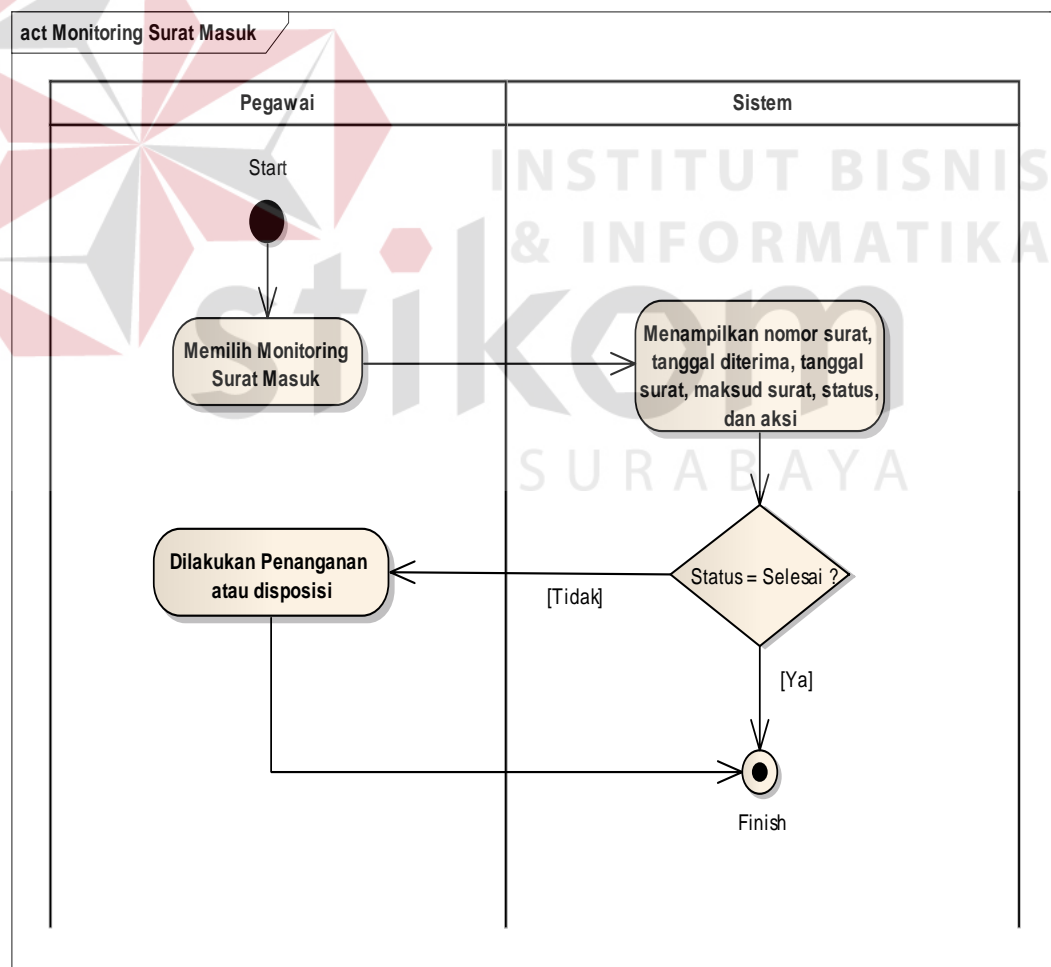 act Monitoring Surat Masuk
Pegawai
Sistem
Start
INSTITUT BISNIS
& INFORMATIKA
stikom
SURABAYA
Memilih Monitoring
Surat Masuk
Menampilkan nomor surat,
tanggal diterima, tanggal
surat, maksud surat, status,
dan aksi
Status = Selesai ?
[Tidak]
Dilakukan Penanganan
atau disposisi
[Ya]
Finish